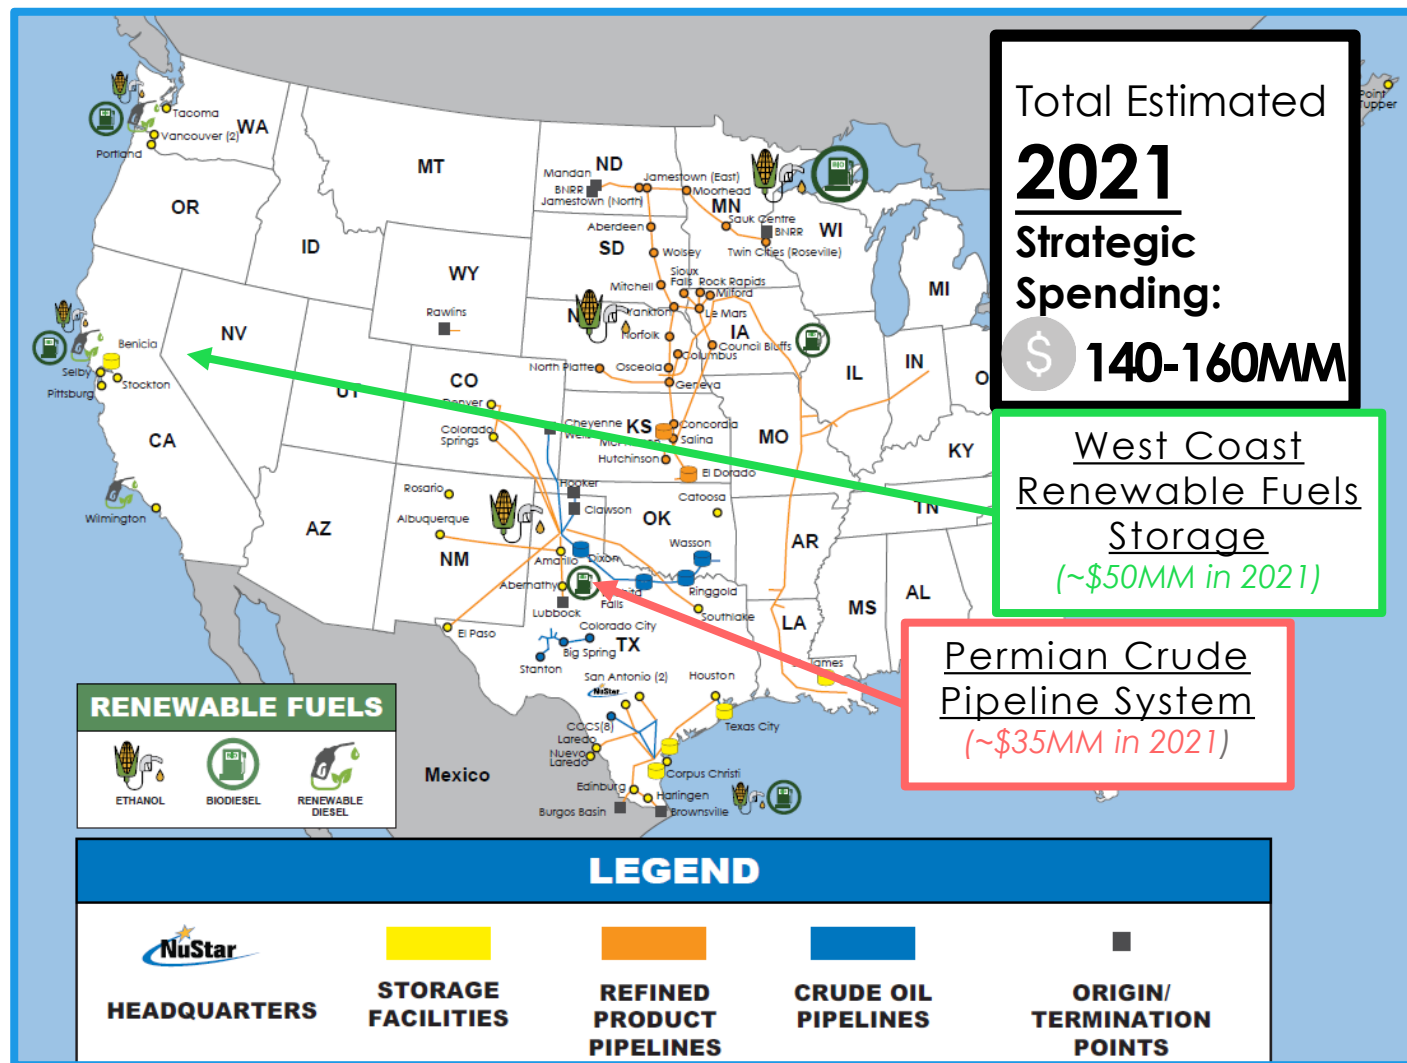 Total Estimated
2021
Strategic
Spending:
$ 140-160MM
West Coast
Renewable Fuels
Storage
(~$50MM in 2021)
Permian Crude
Pipeline System
(~$35MM in 2021)
Point
Tupper
WA
Tacoma
Vancouver (2)
Portland
OR
ID
MT
ND
Mandan
BNRR
Jamestown (North)
Jamestown (East)
Moorhead
MN
Sauk Centre
BNRR
Twin Cities (Roseville)
WI
MI
Aberdeen
SD
Wolsey
Mitchell
Sioux
Falls
Rock Rapids
Milford
Yankton
Le Mars
IA
WY
Rawlins
Norfolk
Council Bluffs
Columbus
North Platte
Osceola
Geneva
IL
IN
NV
UT
CO
Denver
Colorado
Springs
Cheyenne
KS
Concordia
Salina
Hutchinson
El Dorado
MO
KY
Benicia
Selby
Pittsburg
Stockton
CA
Wilmington
AZ
NM
Rosario
Albuquerque
Hooker
Clawson
OK
Catoosa
Wasson
AR
TN
Amarillo
Dixon
Abernathy
Falls
Ringgold
Lubbock
Southlake
MS
AL
LA
El Paso
Colorado City
Big Spring
TX
Stanton
San Antonio (2)
NuStar
Houston
Texas City
CCCS(8)
Laredo
Nuevo
Laredo
Corpus Christi
Edinburg
Harlingen
Burgos Basin
Brownsville
Mexico
RENEWABLE FUELS
ETHANOL
BIODIESEL
RENEWABLE
DIESEL
LEGEND
NuStar
HEADQUARTERS
STORAGE
FACILITIES
REFINED
PRODUCT
PIPELINES
CRUDE OIL
PIPELINES
ORIGIN/
TERMINATION
POINTS